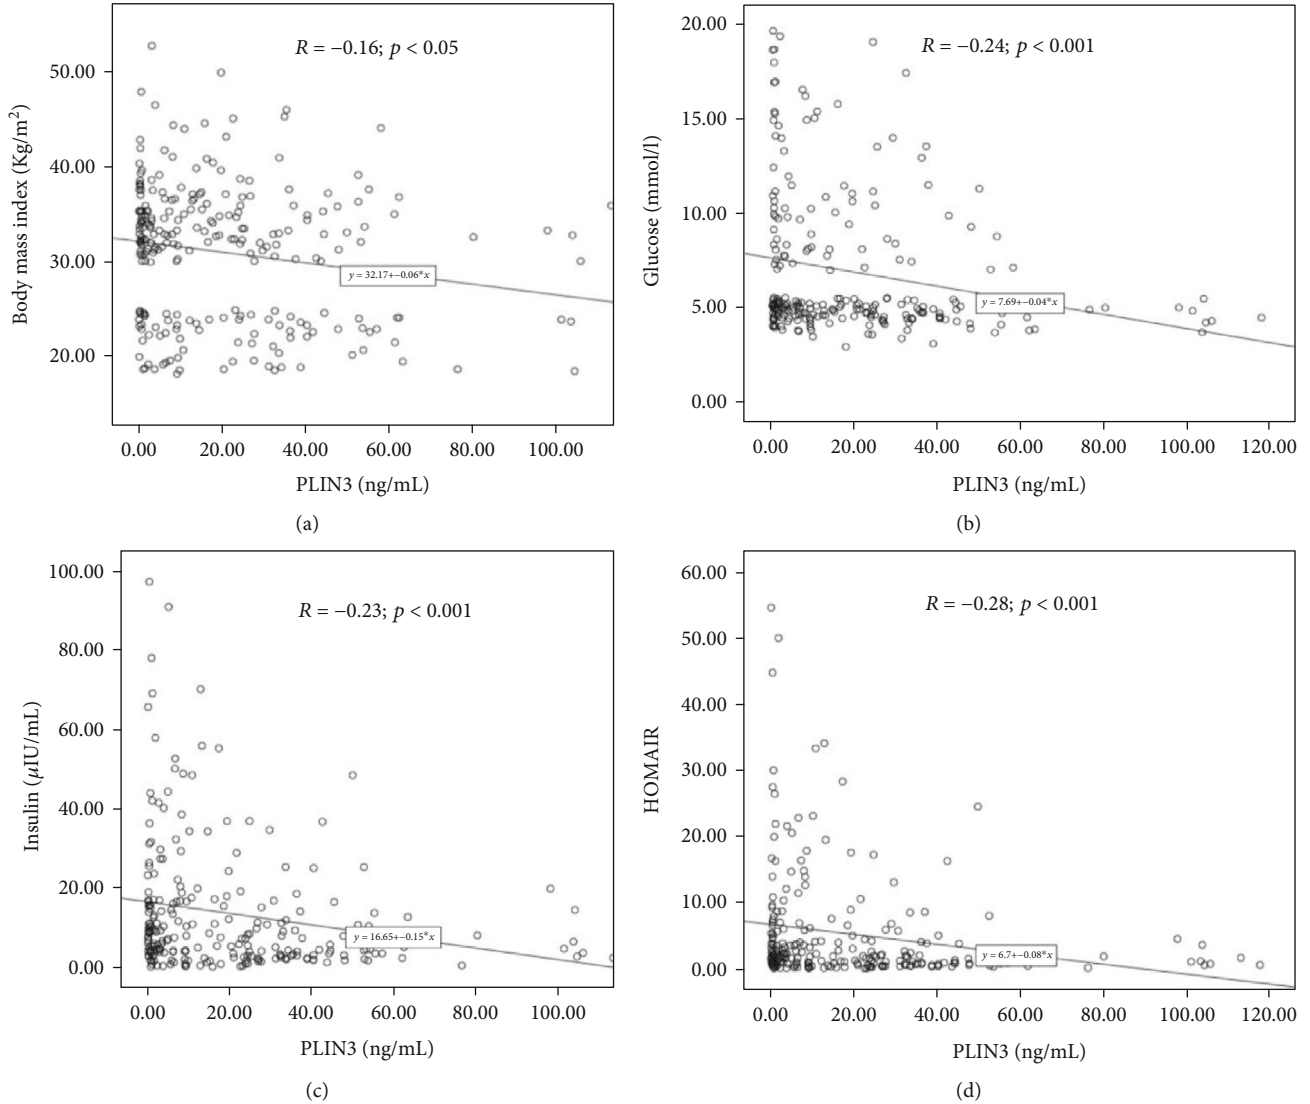 R = −0.16; p < 0.05
50.00
40.00
30.00
20.00
Body mass index (Kg/m²)
y = 32.17+−0.06*x
0.00 20.00 40.00 60.00 80.00 100.00
PLIN3 (ng/mL)
(a)
R = −0.24; p < 0.001
20.00
15.00
10.00
5.00
0.00
Glucose (mmol/l)
y = 7.69+−0.04*x
0.00 20.00 40.00 60.00 80.00 100.00 120.00
PLIN3 (ng/mL)
(b)
R = −0.23; p < 0.001
100.00
80.00
60.00
40.00
20.00
0.00
Insulin (μIU/mL)
y = 16.65+−0.15*x
0.00 20.00 40.00 60.00 80.00 100.00
PLIN3 (ng/mL)
(c)
R = −0.28; p < 0.001
60.00
50.00
40.00
30.00
20.00
10.00
0.00
HOMAIR
y = 6.7+−0.08*x
0.00 20.00 40.00 60.00 80.00 100.00 120.00
PLIN3 (ng/mL)
(d)